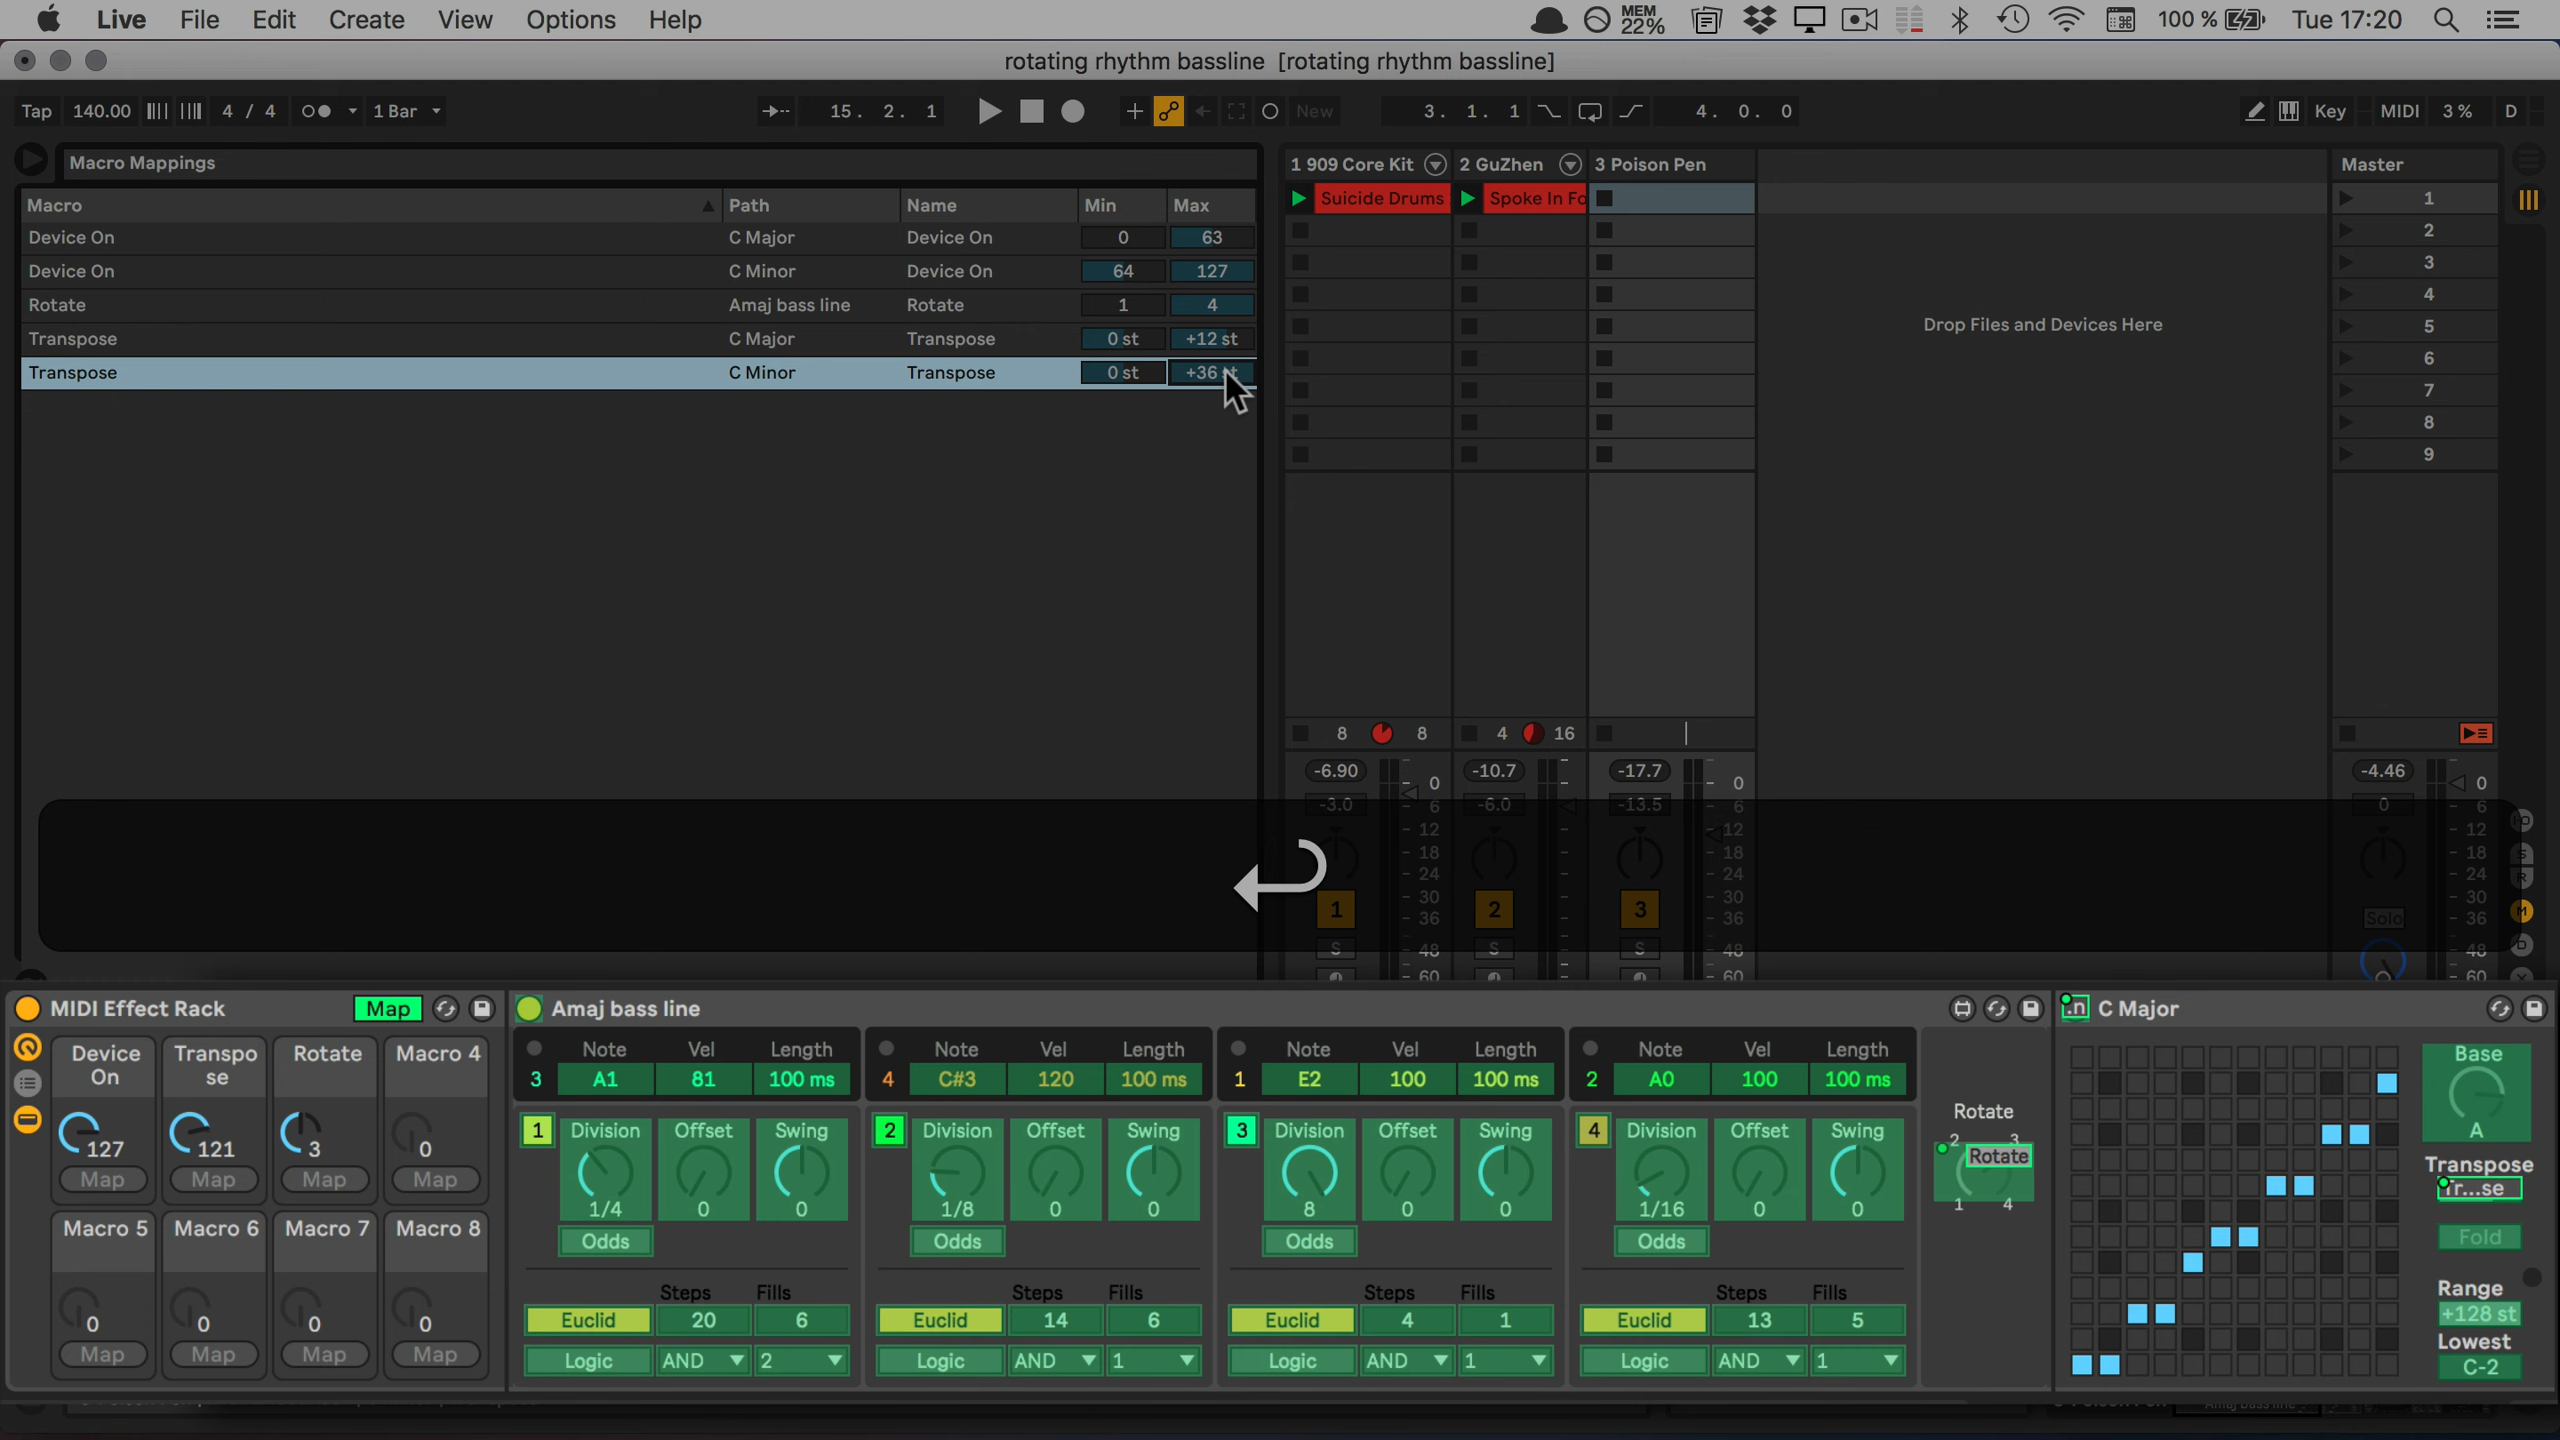 Live File Edit Create View Options Help MEM 22% 100 % Tue 17:20
rotating rhythm bassline [rotating rhythm bassline]
Tap 140.00 4 / 4 1 Bar 15. 2. 1 New 3. 1. 1 4. 0. 0 Key MIDI 3 % D
Macro Mappings
Macro Path Name Min Max
Device On C Major Device On 0 63
Device On C Minor Device On 64 127
Rotate Amaj bass line Rotate 1 4
Transpose C Major Transpose 0 st +12 st
Transpose C Minor Transpose 0 st +36 st
1 909 Core Kit 2 GuZhen 3 Poison Pen Master
Suicide Drums Spoke In Fo 1
2
3
4
5
6
7
8
9
Drop Files and Devices Here
8 8 4 16
-6.90 -10.7 -17.7 -4.46
-3.0 -6.0 -13.5 0
0 6 12 18 24 30 36 48 60
0 6 12 18 24 30 36 48 60
0 6 12 18 24 30 36 48 60
1 2 3 Solo
S S S
S R M D
MIDI Effect Rack Map
Device On Transpo se Rotate Macro 4
127 121 3 0
Map Map Map Map
Macro 5 Macro 6 Macro 7 Macro 8
0 0 0 0
Map Map Map Map
Amaj bass line
Note Vel Length Note Vel Length Note Vel Length Note Vel Length
3 A1 81 100 ms 4 C#3 120 100 ms 1 E2 100 100 ms 2 A0 100 100 ms
1 Division Offset Swing 2 Division Offset Swing 3 Division Offset Swing 4 Division Offset Swing
1/4 0 0 1/8 0 0 8 0 0 1/16 0 0
Odds Odds Odds Odds
Steps Fills Steps Fills Steps Fills Steps Fills
Euclid 20 6 Euclid 14 6 Euclid 4 1 Euclid 13 5
Logic AND 2 Logic AND 1 Logic AND 1 Logic AND 1
Rotate
2 3
Rotate
1 4
C Major
Base
A
Transpose
Tr...se
Fold
Range
+128 st
Lowest
C-2